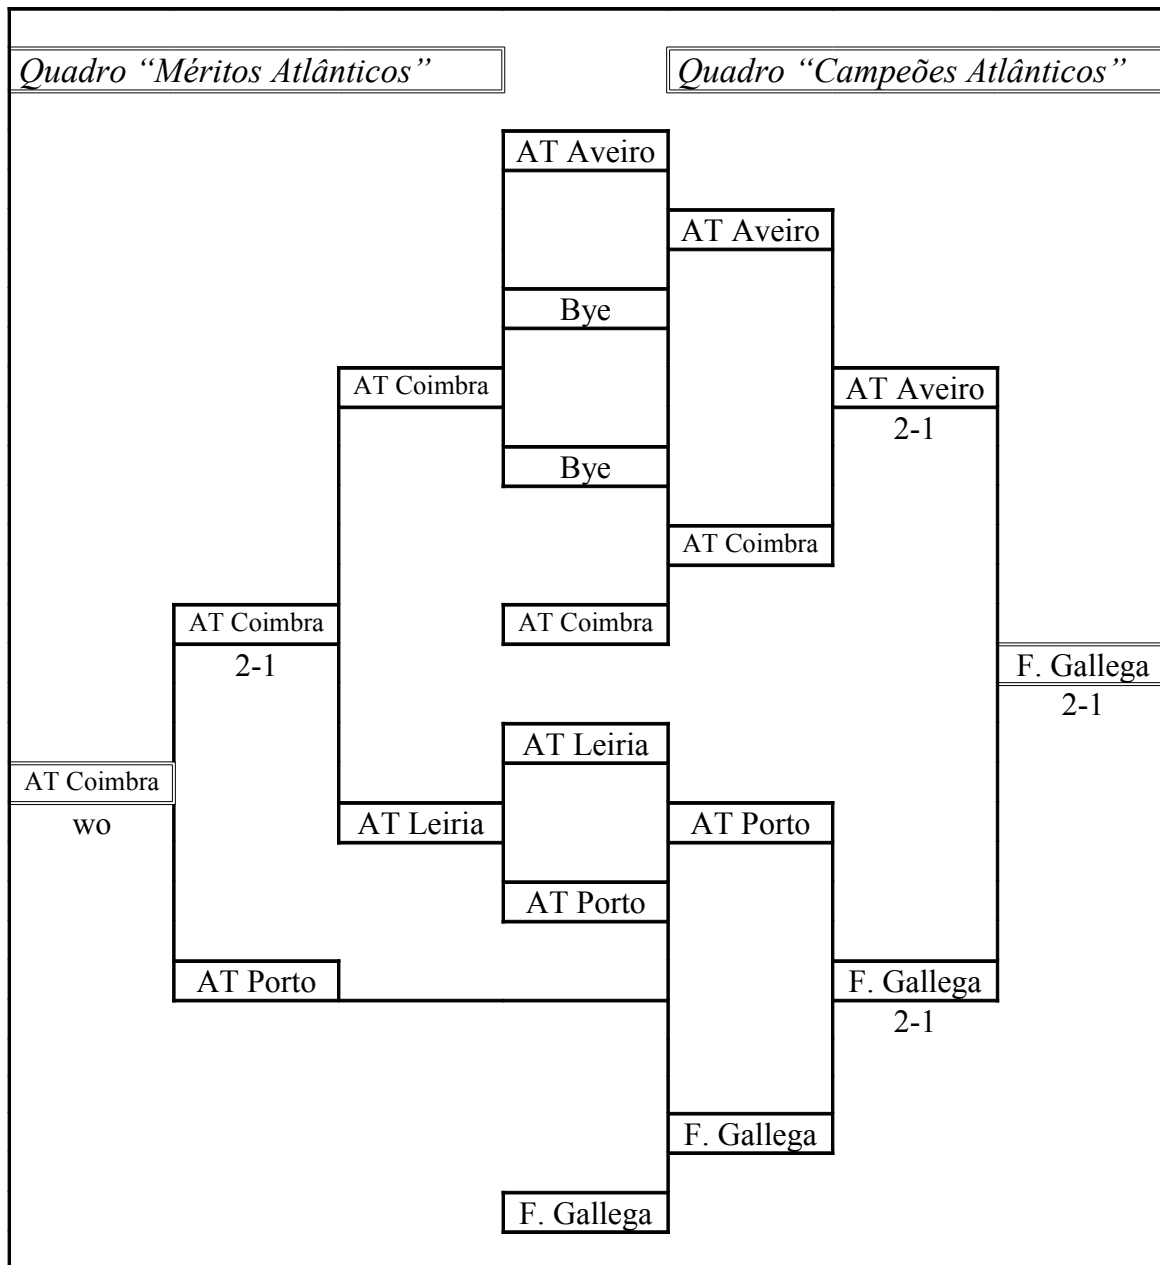 Quadro “Méritos Atlânticos”
Quadro “Campeões Atlânticos”
AT Aveiro
AT Aveiro
Bye
AT Coimbra
AT Aveiro
2-1
Bye
AT Coimbra
AT Coimbra
AT Coimbra
2-1
F. Gallega
2-1
AT Leiria
AT Coimbra
wo
AT Leiria
AT Porto
AT Porto
AT Porto
F. Gallega
2-1
F. Gallega
F. Gallega